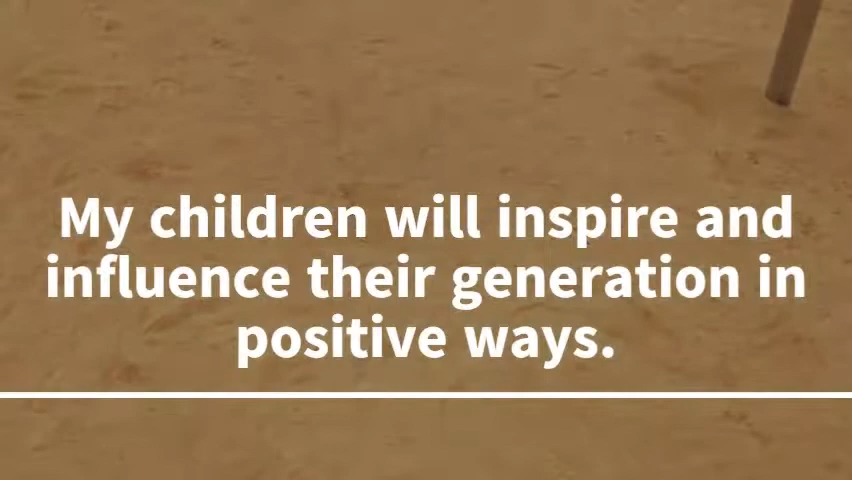 My children will inspire and
influence their generation in
positive ways.